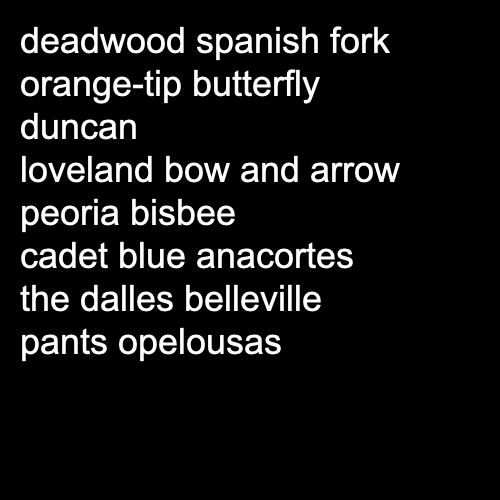 deadwood spanish fork
orange-tip butterfly
duncan
loveland bow and arrow
peoria bisbee
cadet blue anacortes
the dalles belleville
pants opelousas